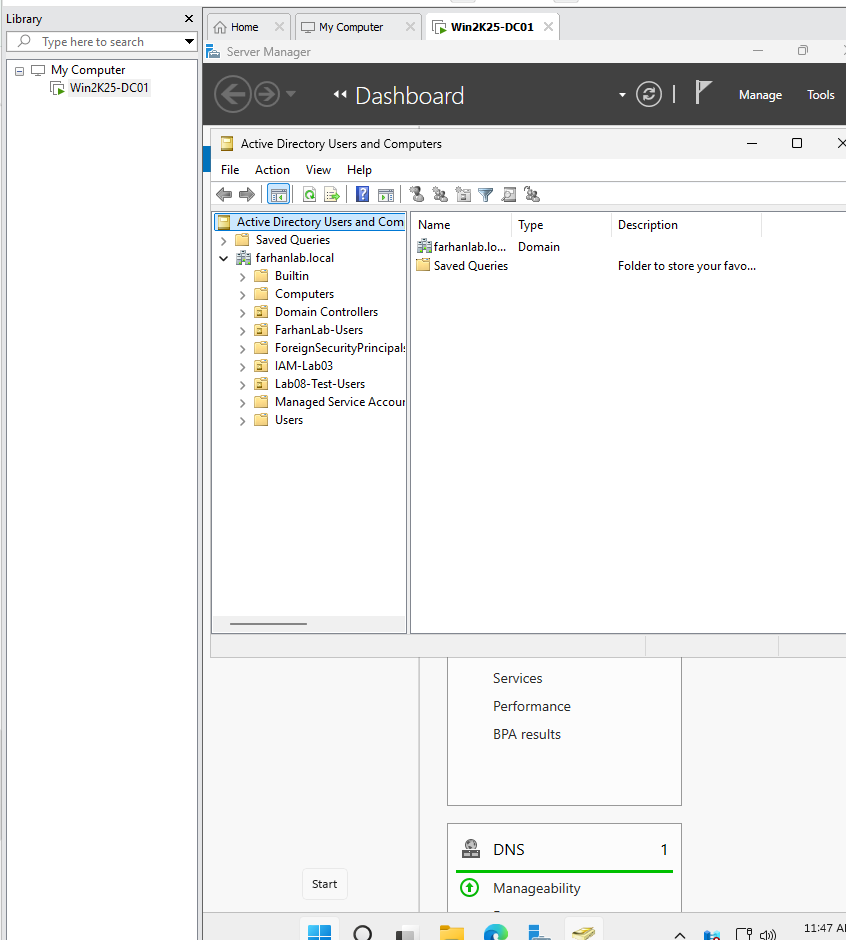 Library
Type here to search
My Computer
Win2K25-DC01
Home
My Computer
Win2K25-DC01
Server Manager
Dashboard
Manage
Tools
Active Directory Users and Computers
File
Action
View
Help
Active Directory Users and Com
Saved Queries
farhanlab.local
Builtin
Computers
Domain Controllers
FarhanLab-Users
ForeignSecurityPrincipals
IAM-Lab03
Lab08-Test-Users
Managed Service Accour
Users
Name Type Description
farhanlab.lo... Domain
Saved Queries Folder to store your favo...
Services
Performance
BPA results
DNS 1
Manageability
Start
11:47 AM